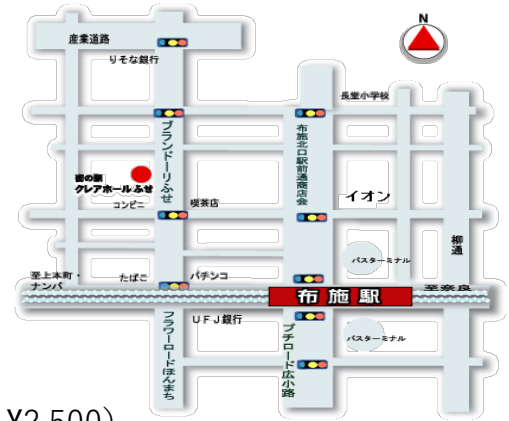 N
産業道路
りそな銀行
長堂小学校
ブランドーリふせ
布施北口駅前通商店会
街の駅
クレアホールふせ
コンビニ
喫茶店
イオン
柳通
バスターミナル
至上本町・
ナンバ
たばこ
パチンコ
布施駅
至奈良
UFJ銀行
フラワーロードほんまち
プチロード広小路
バスターミナル
¥2,500)